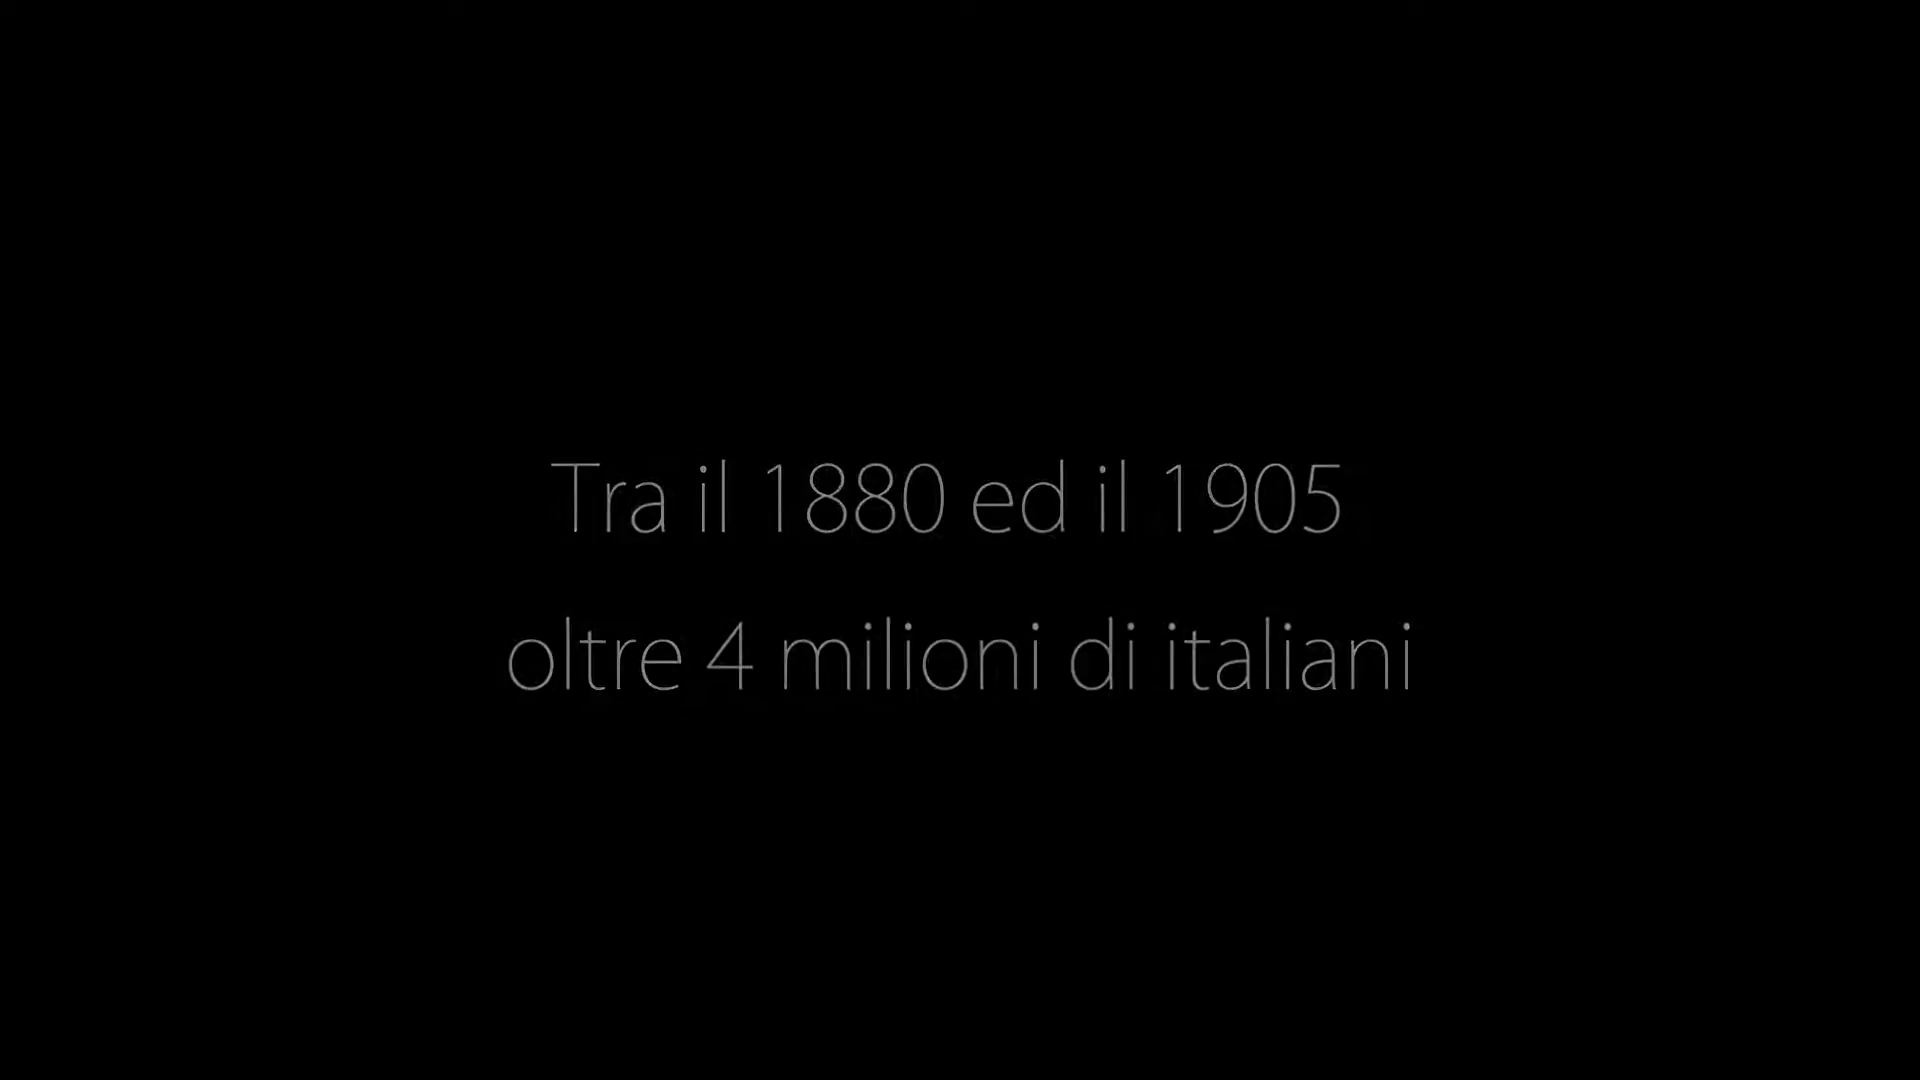 Tra il 1880 ed il 1905
oltre 4 milioni di italiani